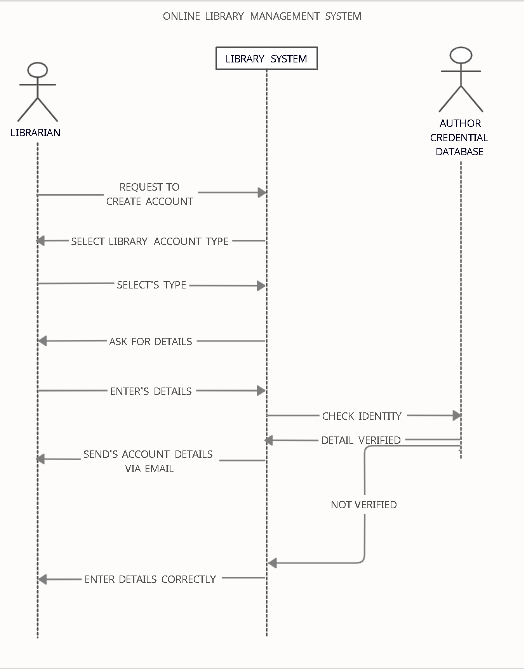 ONLINE LIBRARY MANAGEMENT SYSTEM
LIBRARY SYSTEM
LIBRARIAN
AUTHOR
CREDENTIAL
DATABASE
REQUEST TO
CREATE ACCOUNT
SELECT LIBRARY ACCOUNT TYPE
SELECT'S TYPE
ASK FOR DETAILS
ENTER'S DETAILS
CHECK IDENTITY
DETAIL VERIFIED
SEND'S ACCOUNT DETAILS
VIA EMAIL
NOT VERIFIED
ENTER DETAILS CORRECTLY